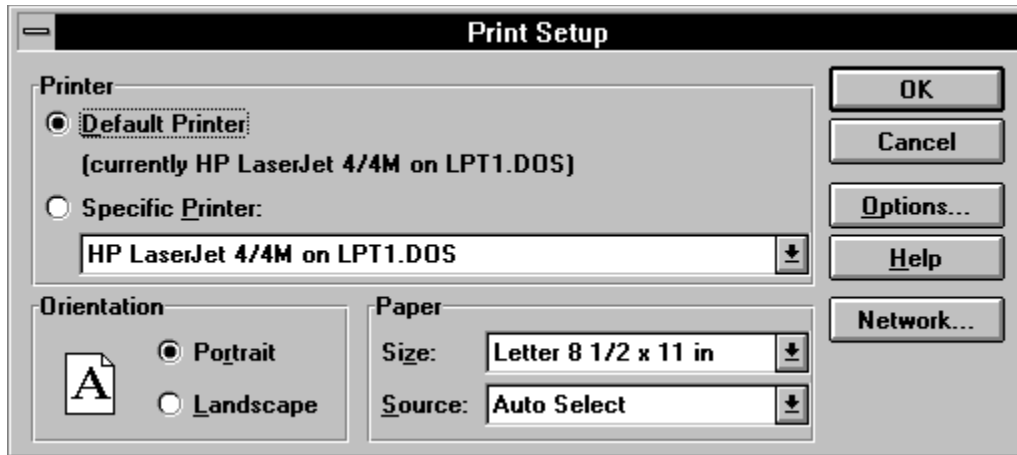 Print Setup
Printer
Default Printer
(currently HP LaserJet 4/4M on LPT1.DOS)
Specific Printer:
HP LaserJet 4/4M on LPT1.DOS
OK
Cancel
Options...
Help
Network...
Orientation
A
Portrait
Landscape
Paper
Size: Letter 8 1/2 x 11 in
Source: Auto Select